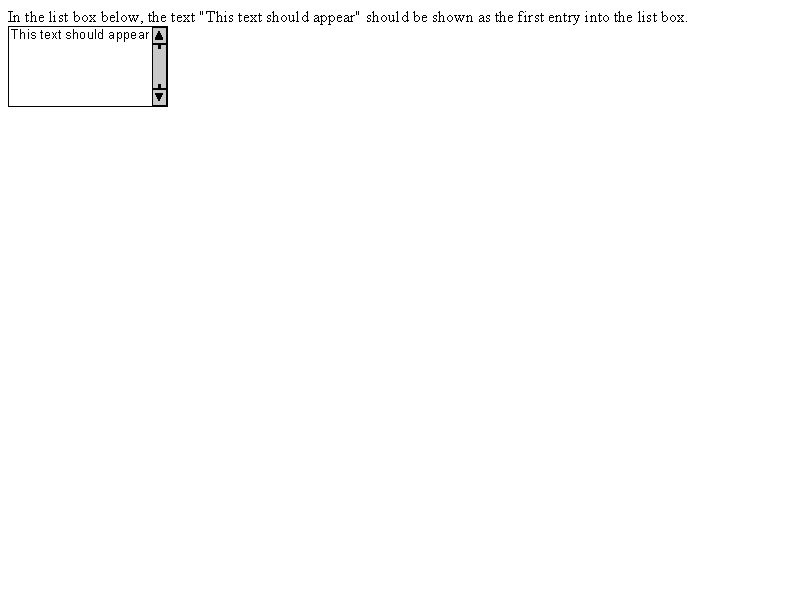 In the list box below, the text "This text should appear" should be shown as the first entry into the list box.
This text should appear